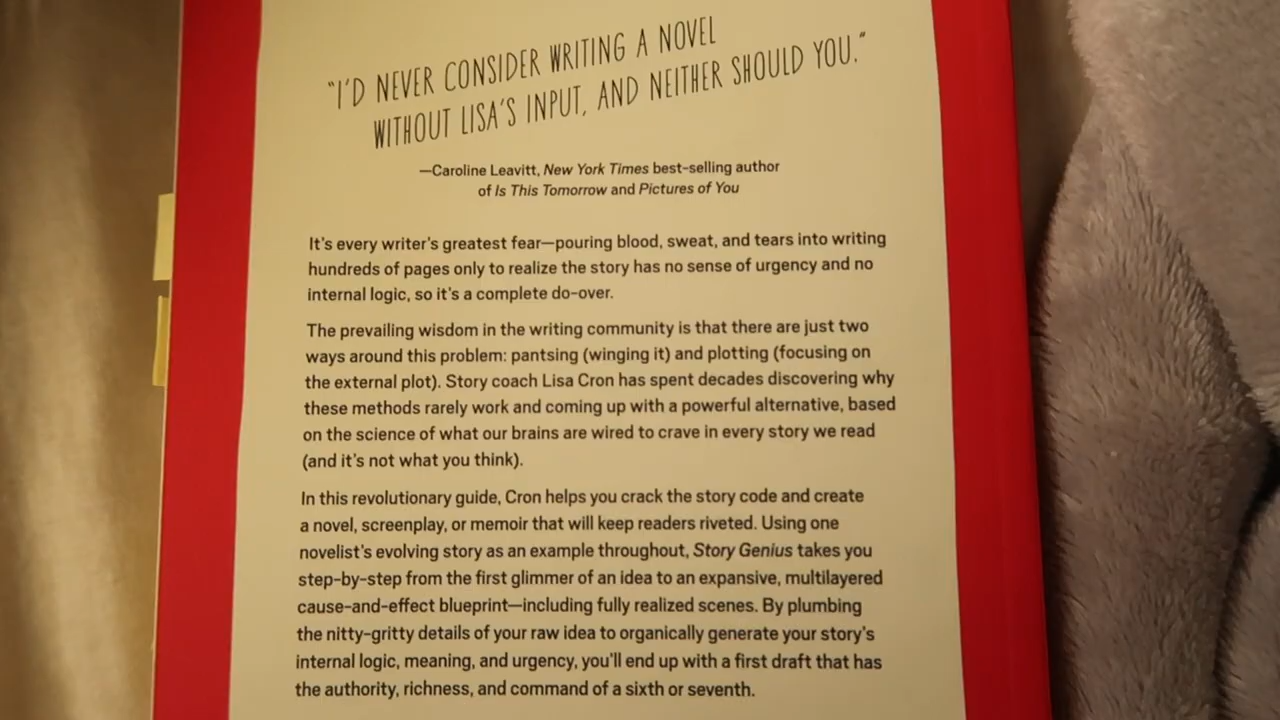 "I'D NEVER CONSIDER WRITING A NOVEL
WITHOUT LISA'S INPUT, AND NEITHER SHOULD YOU."
—Caroline Leavitt, New York Times best-selling author
of Is This Tomorrow and Pictures of You
It's every writer's greatest fear—pouring blood, sweat, and tears into writing
hundreds of pages only to realize the story has no sense of urgency and no
internal logic, so it's a complete do-over.
The prevailing wisdom in the writing community is that there are just two
ways around this problem: pantsing (winging it) and plotting (focusing on
the external plot). Story coach Lisa Cron has spent decades discovering why
these methods rarely work and coming up with a powerful alternative, based
on the science of what our brains are wired to crave in every story we read
(and it's not what you think).
In this revolutionary guide, Cron helps you crack the story code and create
a novel, screenplay, or memoir that will keep readers riveted. Using one
novelist's evolving story as an example throughout, Story Genius takes you
step-by-step from the first glimmer of an idea to an expansive, multilayered
cause-and-effect blueprint—including fully realized scenes. By plumbing
the nitty-gritty details of your raw idea to organically generate your story's
internal logic, meaning, and urgency, you'll end up with a first draft that has
the authority, richness, and command of a sixth or seventh.